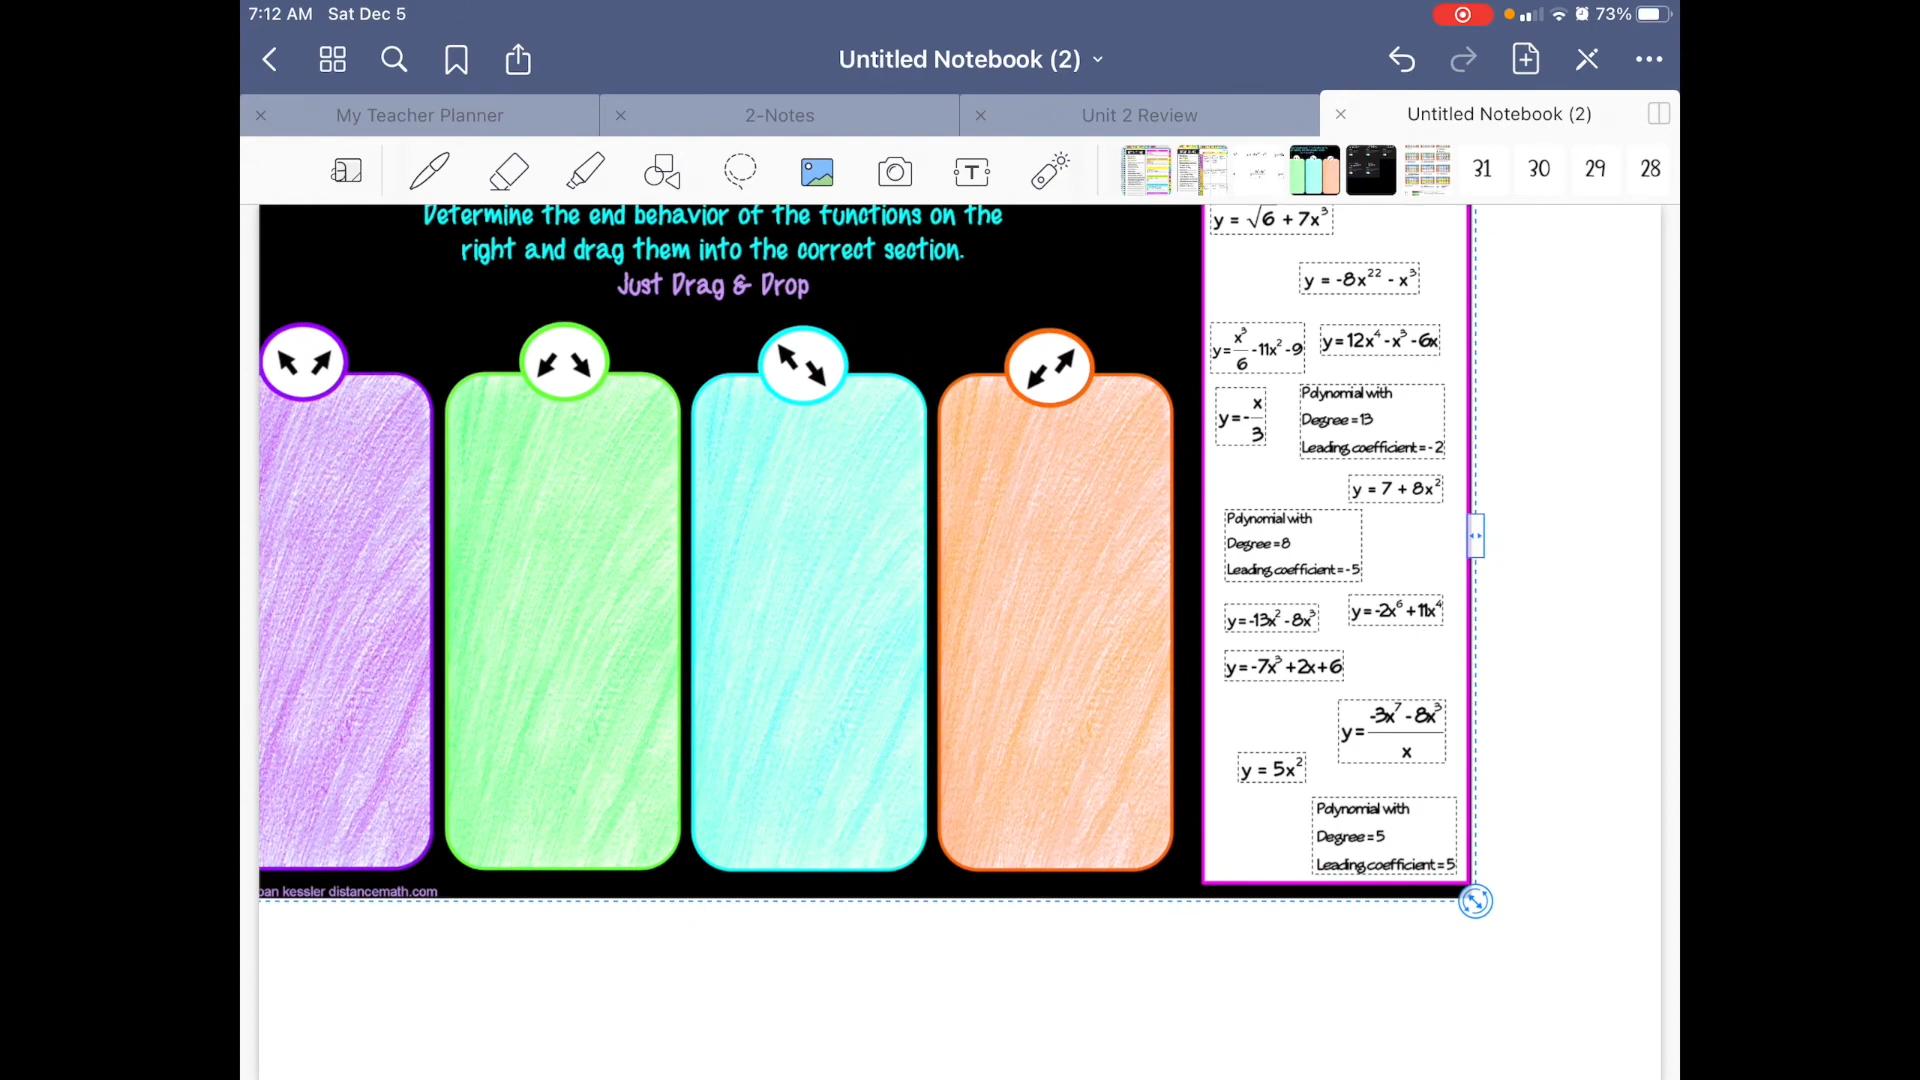 7:12 AM Sat Dec 5
73%
Untitled Notebook (2)
My Teacher Planner
2-Notes
Unit 2 Review
Untitled Notebook (2)
T
31 30 29 28
Determine the end behavior of the functions on the
right and drag them into the correct section.
Just Drag & Drop
y = √6 + 7x³
y = -8x²² - x³
y = x³/6 - 11x² - 9
y = 12x⁴ - x³ - 6x
y = - x/3
Polynomial with
Degree = 13
Leading coefficient = - 2
y = 7 + 8x²
Polynomial with
Degree = 8
Leading coefficient = - 5
y = -13x² - 8x³
y = -2x⁶ + 11x⁴
y = -7x³ + 2x + 6
y = (-3x⁷ - 8x³)/x
y = 5x²
Polynomial with
Degree = 5
Leading coefficient = 5
kessler distancemath.com